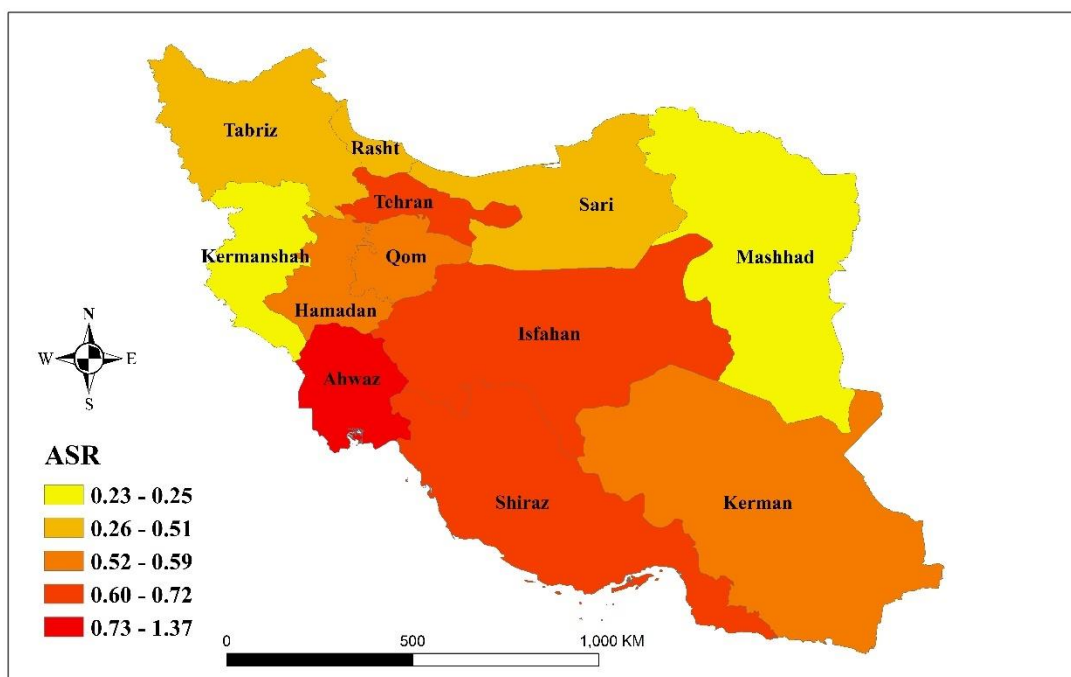 Tabriz
Rasht
Tehran
Sari
Kermanshah
Qom
Mashhad
Hamadan
Isfahan
Ahwaz
Shiraz
Kerman
N
W
E
S
ASR
0.23 - 0.25
0.26 - 0.51
0.52 - 0.59
0.60 - 0.72
0.73 - 1.37
0 500 1,000 KM